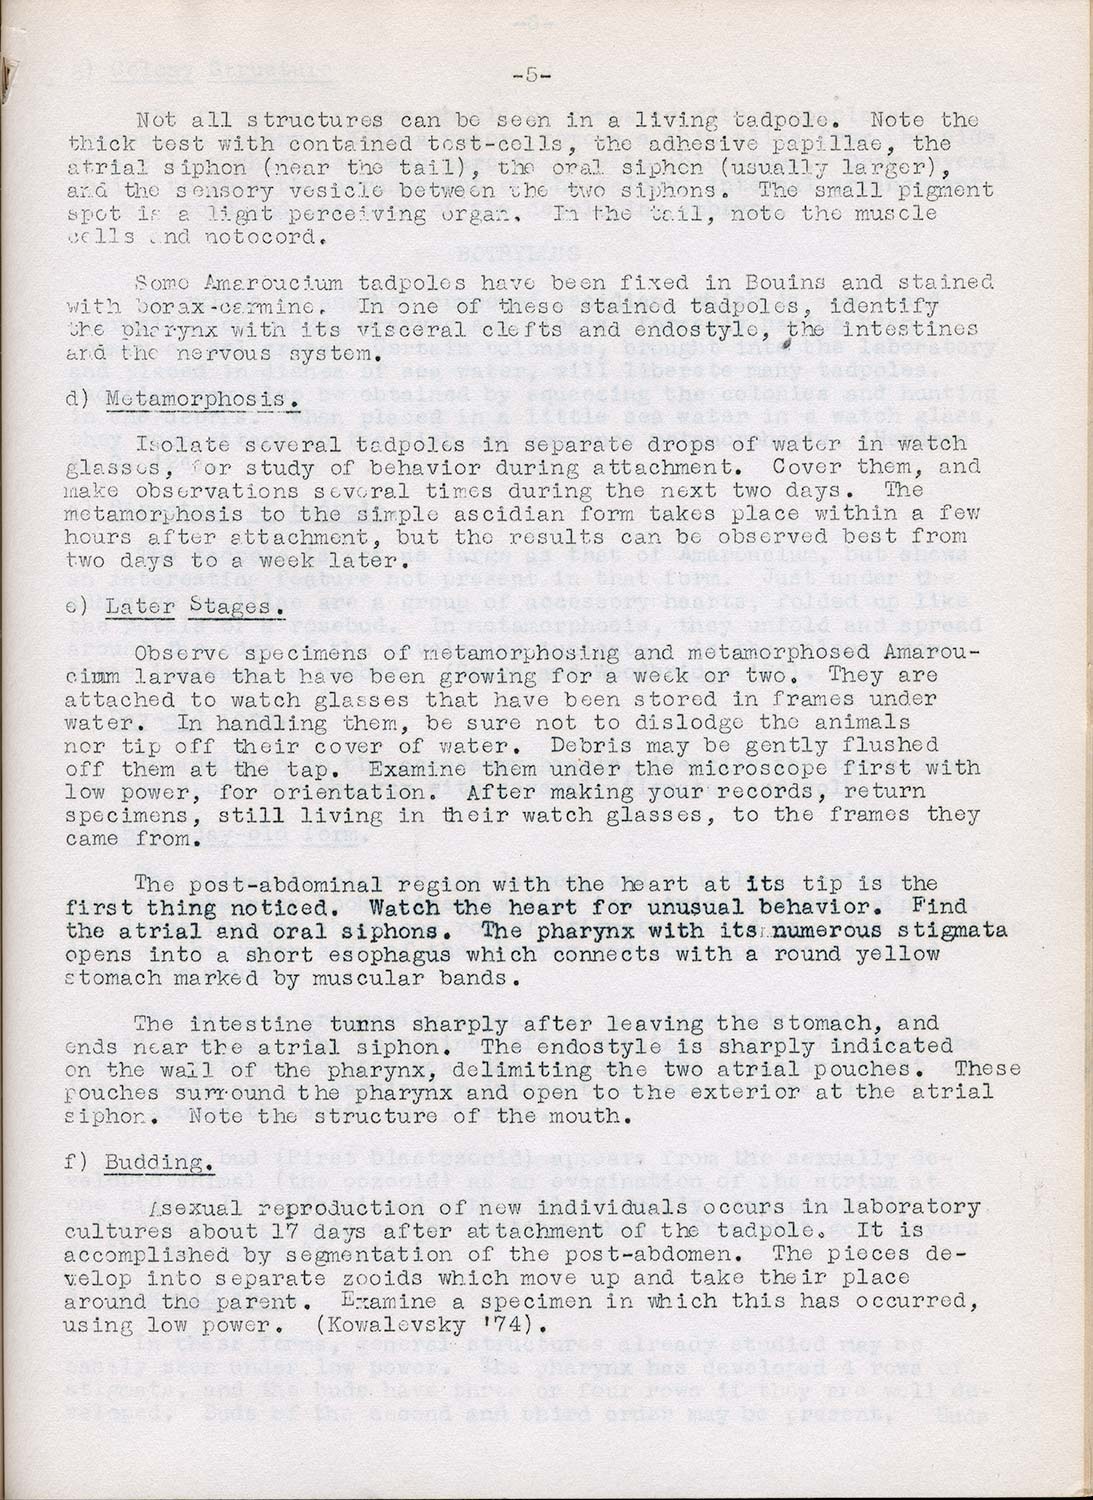 -5-
Not all structures can be seen in a living tadpole. Note the
thick test with contained test-cells, the adhesive papillae, the
atrial siphon (near the tail), the oral siphon (usually larger),
and the sensory vesicle between the two siphons. The small pigment
spot is a light perceiving organ. In the tail, note the muscle
cells and notocord.
Some Amaroucium tadpoles have been fixed in Bouins and stained
with borax-carmine. In one of these stained tadpoles, identify
the pharynx with its visceral clefts and endostyle, the intestines
and the nervous system.
d) Metamorphosis.
Isolate several tadpoles in separate drops of water in watch
glasses, for study of behavior during attachment. Cover them, and
make observations several times during the next two days. The
metamorphosis to the simple ascidian form takes place within a few
hours after attachment, but the results can be observed best from
two days to a week later.
e) Later Stages.
Observe specimens of metamorphosing and metamorphosed Amarou-
cium larvae that have been growing for a week or two. They are
attached to watch glasses that have been stored in frames under
water. In handling them, be sure not to dislodge the animals
nor tip off their cover of water. Debris may be gently flushed
off them at the tap. Examine them under the microscope first with
low power, for orientation. After making your records, return
specimens, still living in their watch glasses, to the frames they
came from.
The post-abdominal region with the heart at its tip is the
first thing noticed. Watch the heart for unusual behavior. Find
the atrial and oral siphons. The pharynx with its numerous stigmata
opens into a short esophagus which connects with a round yellow
stomach marked by muscular bands.
The intestine turns sharply after leaving the stomach, and
ends near the atrial siphon. The endostyle is sharply indicated
on the wall of the pharynx, delimiting the two atrial pouches. These
pouches surround the pharynx and open to the exterior at the atrial
siphon. Note the structure of the mouth.
f) Budding.
Asexual reproduction of new individuals occurs in laboratory
cultures about 17 days after attachment of the tadpole. It is
accomplished by segmentation of the post-abdomen. The pieces de-
velop into separate zooids which move up and take their place
around the parent. Examine a specimen in which this has occurred,
using low power. (Kowalevsky '74).